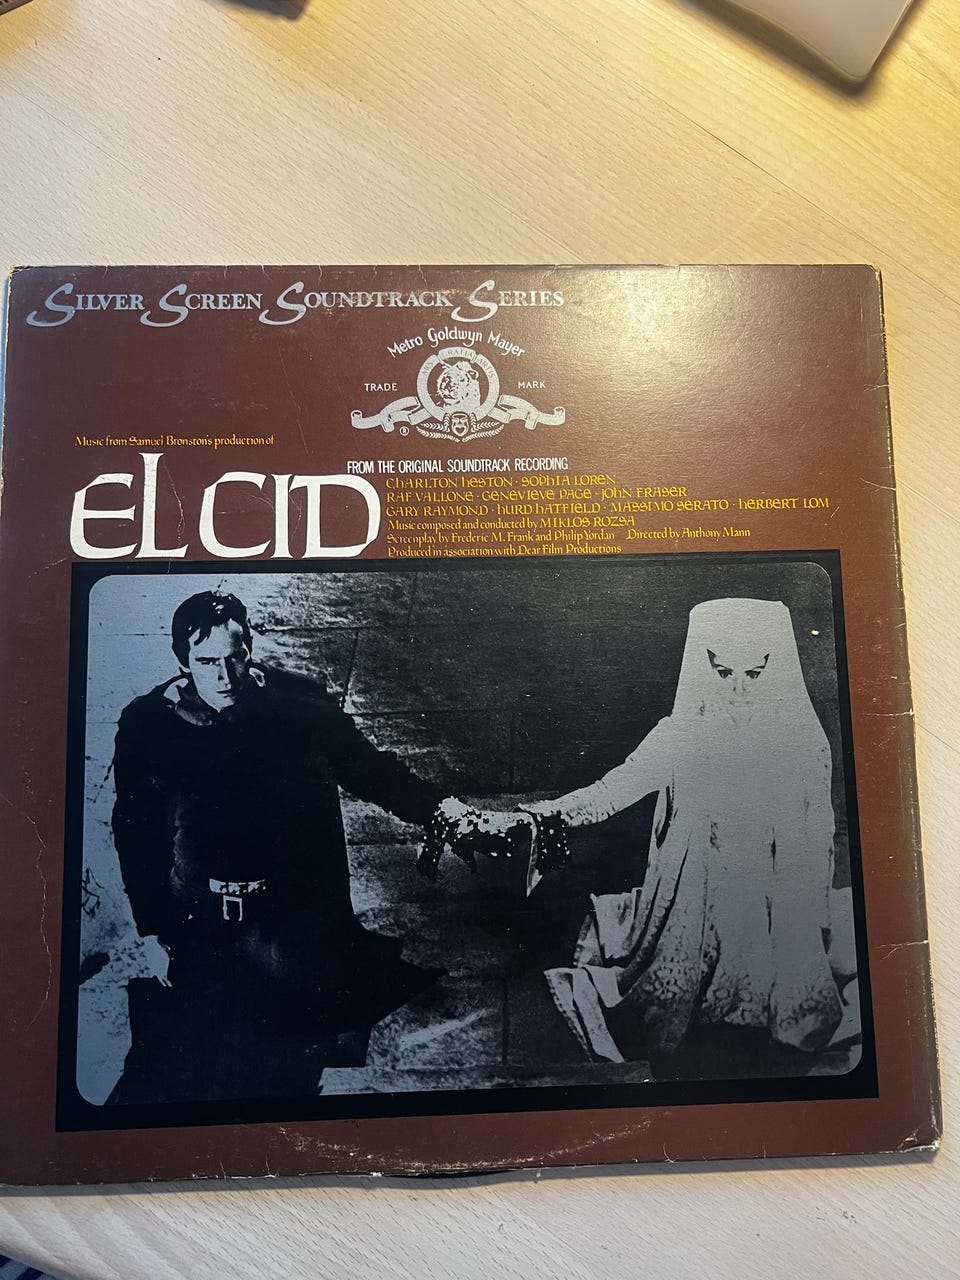 SILVER SCREEN SOUNDTRACK SERIES
Metro Goldwyn Mayer
ARS GRATIA ARTIS
TRADE MARK
®
Music from Samuel Bronston's production of
EL CID
FROM THE ORIGINAL SOUNDTRACK RECORDING
CHARLTON HESTON · SOPHIA LOREN
RAF VALLONE · GENEVIEVE PAGE · JOHN FRASER
GARY RAYMOND · HURD HATFIELD · MASSIMO SERATO · HERBERT LOM
Music composed and conducted by MIKLOS ROZSA
Screenplay by Frederic M. Frank and Philip Yordan Directed by Anthony Mann
Produced in association with Dear Film Productions